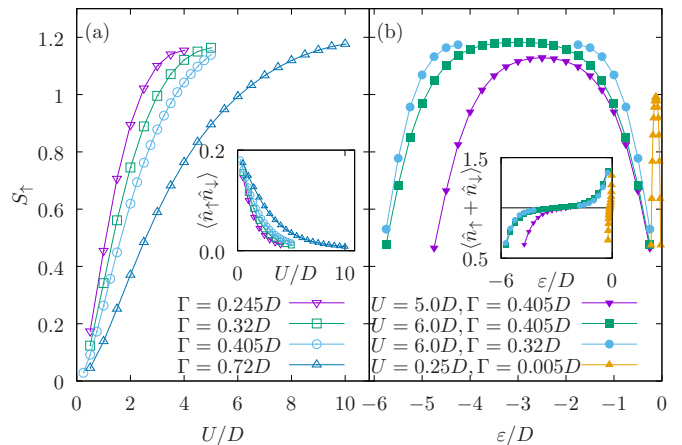 (a)
(b)
S↑
1.2
1
0.8
0.6
0.4
0.2
0
0 2 4 6 8 10
U/D
−6 −5 −4 −3 −2 −1 0
ε/D
⟨n̂↑n̂↓⟩
0.2
0.0
0 10
U/D
⟨n̂↑ + n̂↓⟩
1.5
0.5
−6 0
ε/D
Γ = 0.245D
Γ = 0.32D
Γ = 0.405D
Γ = 0.72D
U = 5.0D, Γ = 0.405D
U = 6.0D, Γ = 0.405D
U = 6.0D, Γ = 0.32D
U = 0.25D, Γ = 0.005D